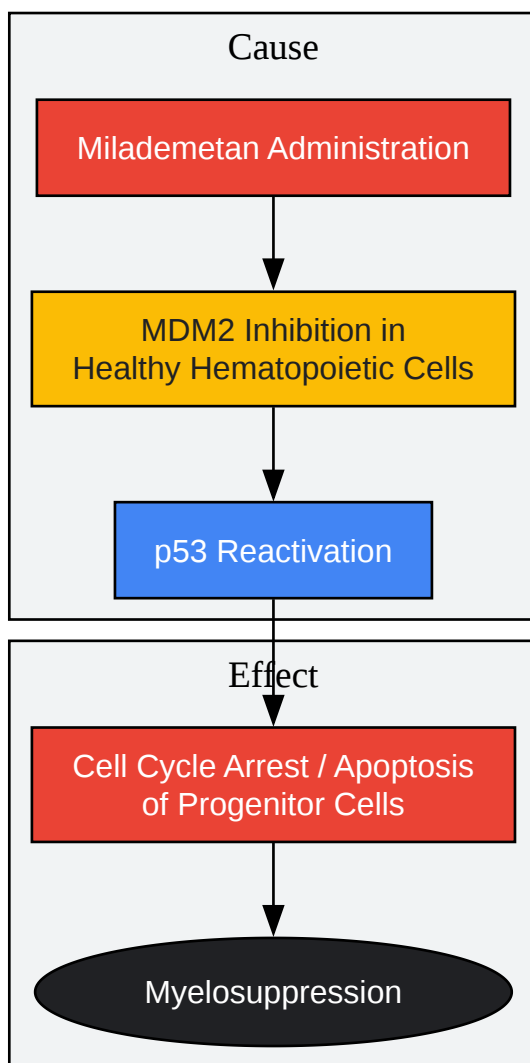 Cause
Milademetan Administration
MDM2 Inhibition in
Healthy Hematopoietic Cells
p53 Reactivation
Effect
Cell Cycle Arrest / Apoptosis
of Progenitor Cells
Myelosuppression